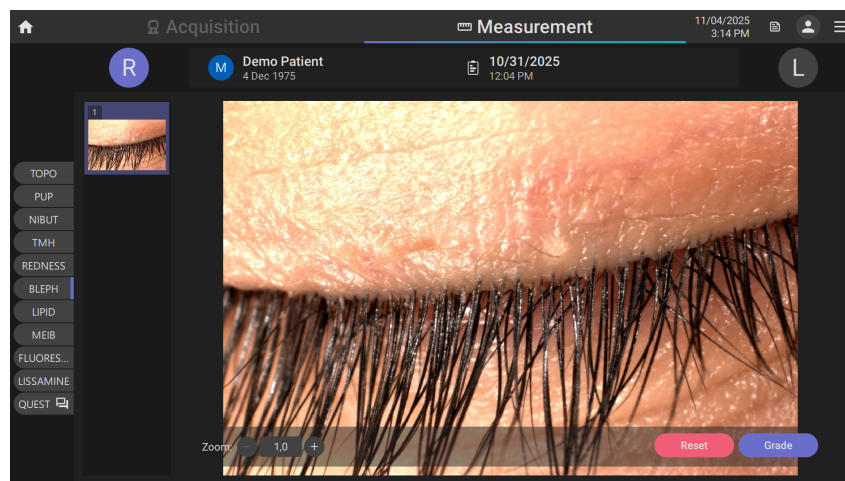 Acquisition
Measurement
11/04/2025
3:14 PM
R
M
Demo Patient
4 Dec 1975
10/31/2025
12:04 PM
L
1
TOPO
PUP
NIBUT
TMH
REDNESS
BLEPH
LIPID
MEIB
FLUORES...
LISSAMINE
QUEST
Zoom: − 1,0 +
Reset
Grade